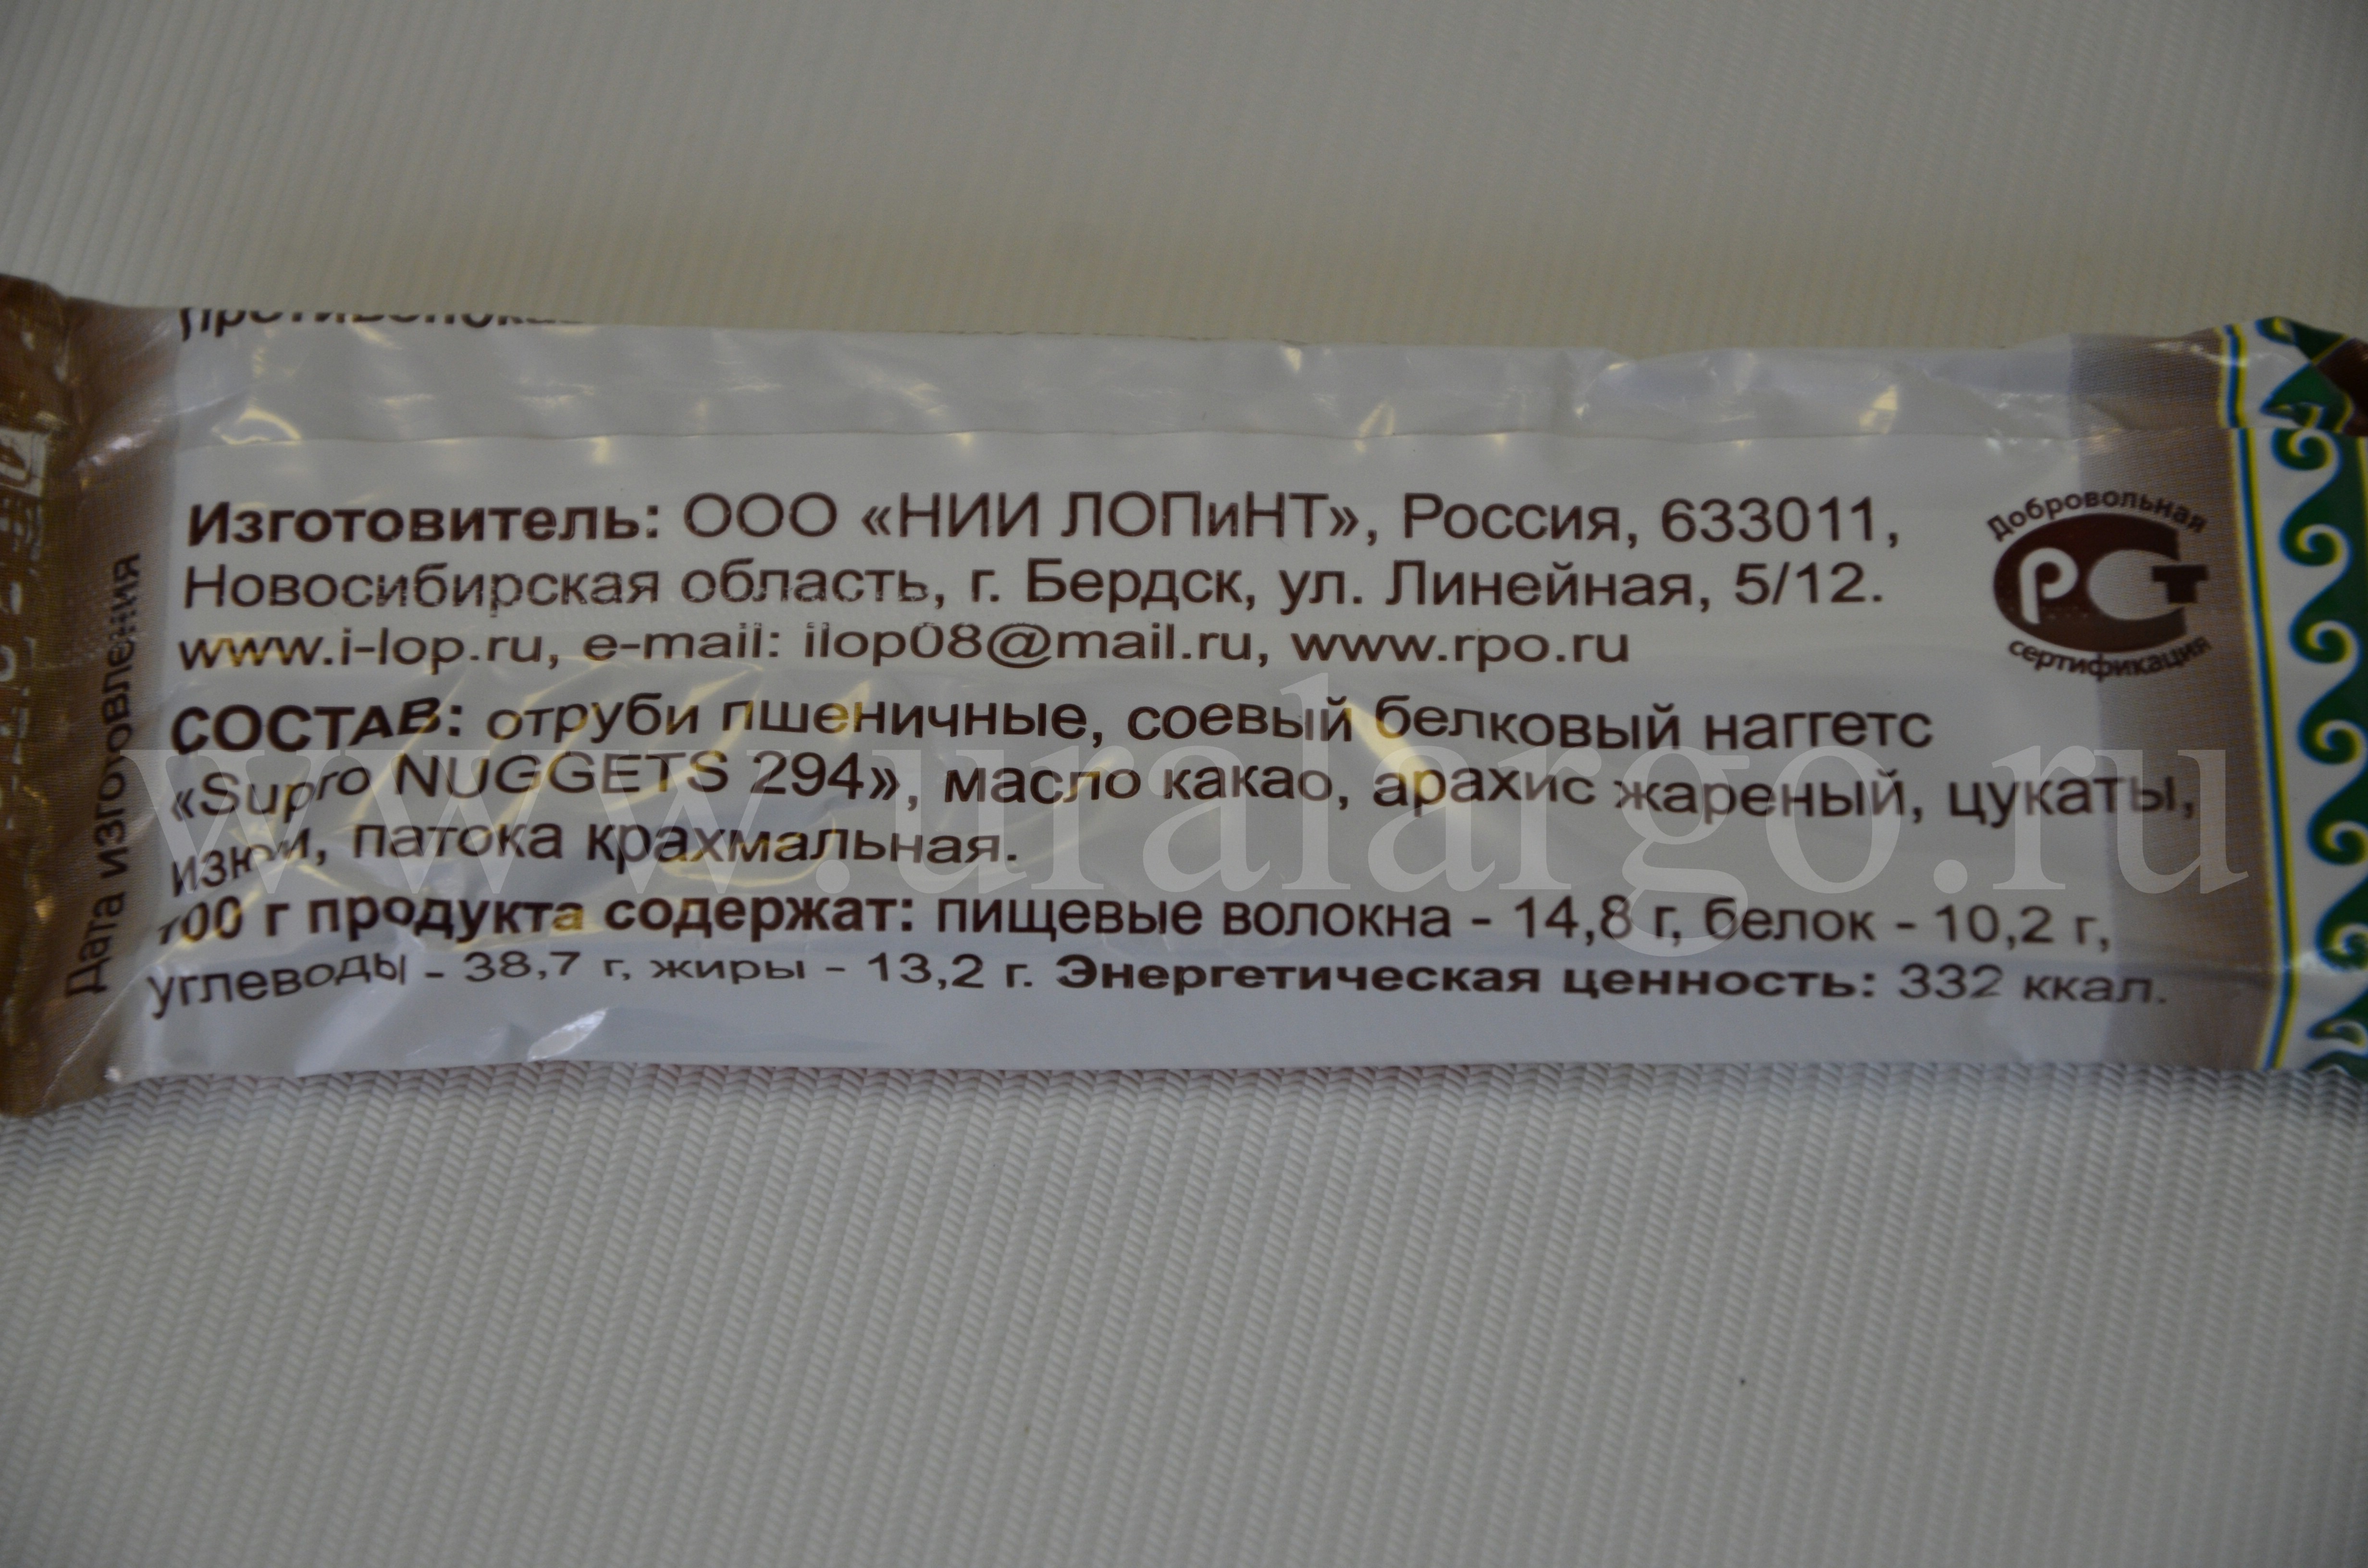 Изготовитель: ООО «НИИ ЛОПиНТ», Россия, 633011,
Новосибирская область, г. Бердск, ул. Линейная, 5/12.
www.i-lop.ru, e-mail: ilop08@mail.ru, www.rpo.ru
СОСТАВ: отруби пшеничные, соевый белковый наггетс
«Supro NUGGETS 294», масло какао, арахис жареный, цукаты,
изюм, патока крахмальная.
100 г продукта содержат: пищевые волокна - 14,8 г, белок - 10,2 г,
углеводы - 38,7 г, жиры - 13,2 г. Энергетическая ценность: 332 ккал.
Дата изготовления
Добровольная
РСТ
сертификация
www.uralargo.ru